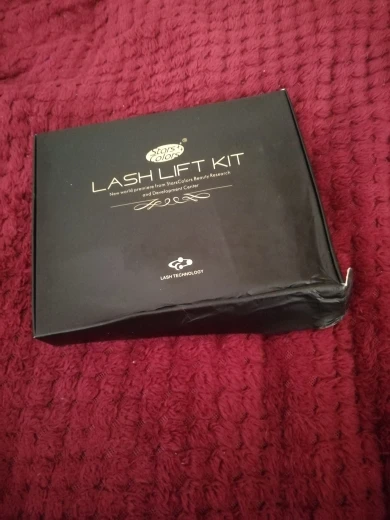 Stars
Colors
®
LASH LIFT KIT
New world premiere from StarsColors Beauty Research
and Development Center
LASH TECHNOLOGY